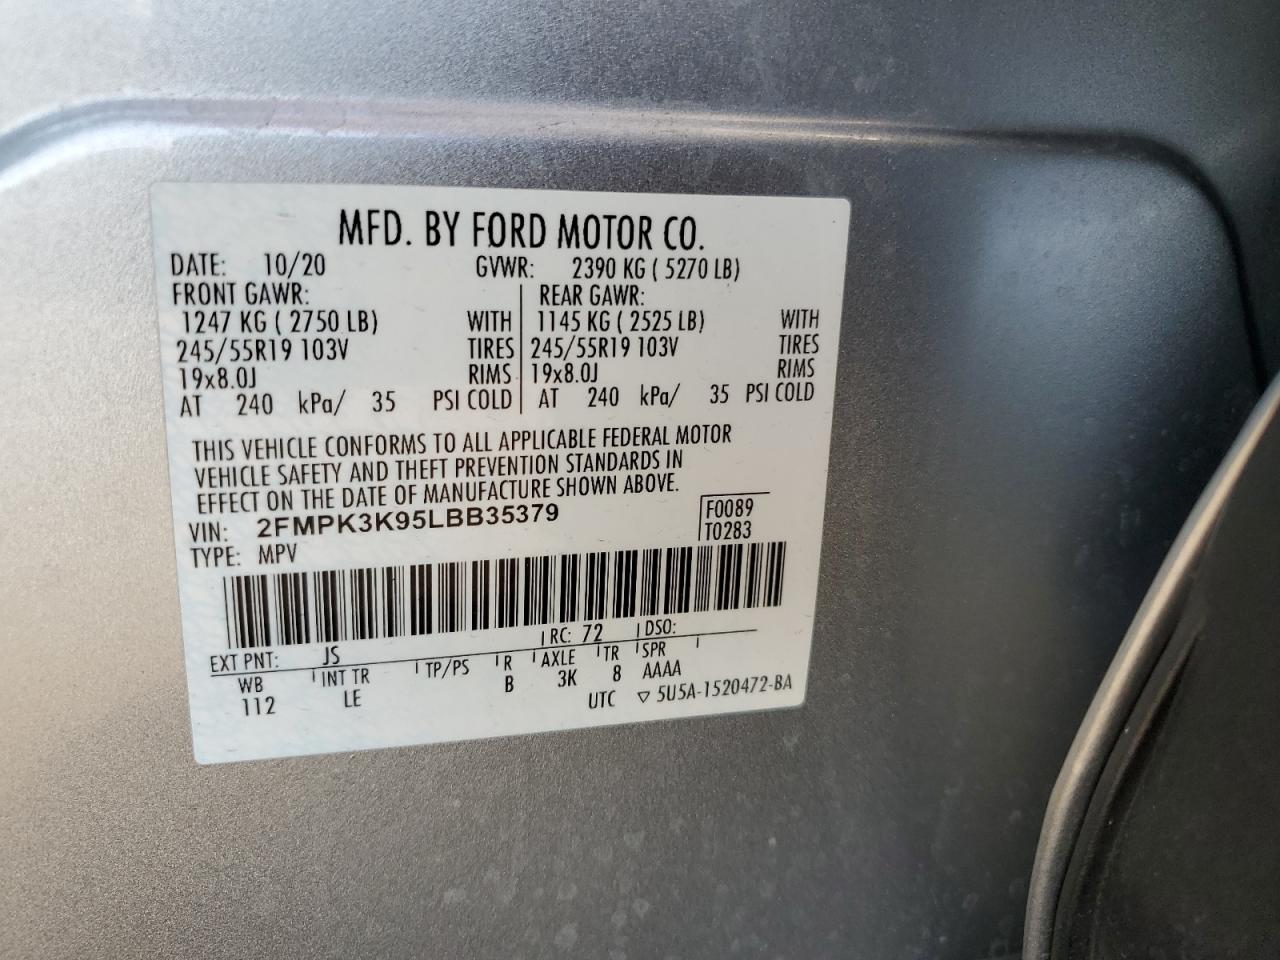 MFD. BY FORD MOTOR CO.
DATE: 10/20 GVWR: 2390 KG ( 5270 LB)
FRONT GAWR: REAR GAWR:
1247 KG ( 2750 LB) WITH 1145 KG ( 2525 LB) WITH
245/55R19 103V TIRES 245/55R19 103V TIRES
19x8.0J RIMS 19x8.0J RIMS
AT 240 kPa/ 35 PSI COLD AT 240 kPa/ 35 PSI COLD
THIS VEHICLE CONFORMS TO ALL APPLICABLE FEDERAL MOTOR
VEHICLE SAFETY AND THEFT PREVENTION STANDARDS IN
EFFECT ON THE DATE OF MANUFACTURE SHOWN ABOVE.
VIN: 2FMPK3K95LBB35379 F0089
TYPE: MPV T0283
EXT PNT: JS RC: 72 DSO:
WB INT TR TP/PS R AXLE TR SPR
112 LE B 3K 8 AAAA
UTC ▽ 5U5A-1520472-BA